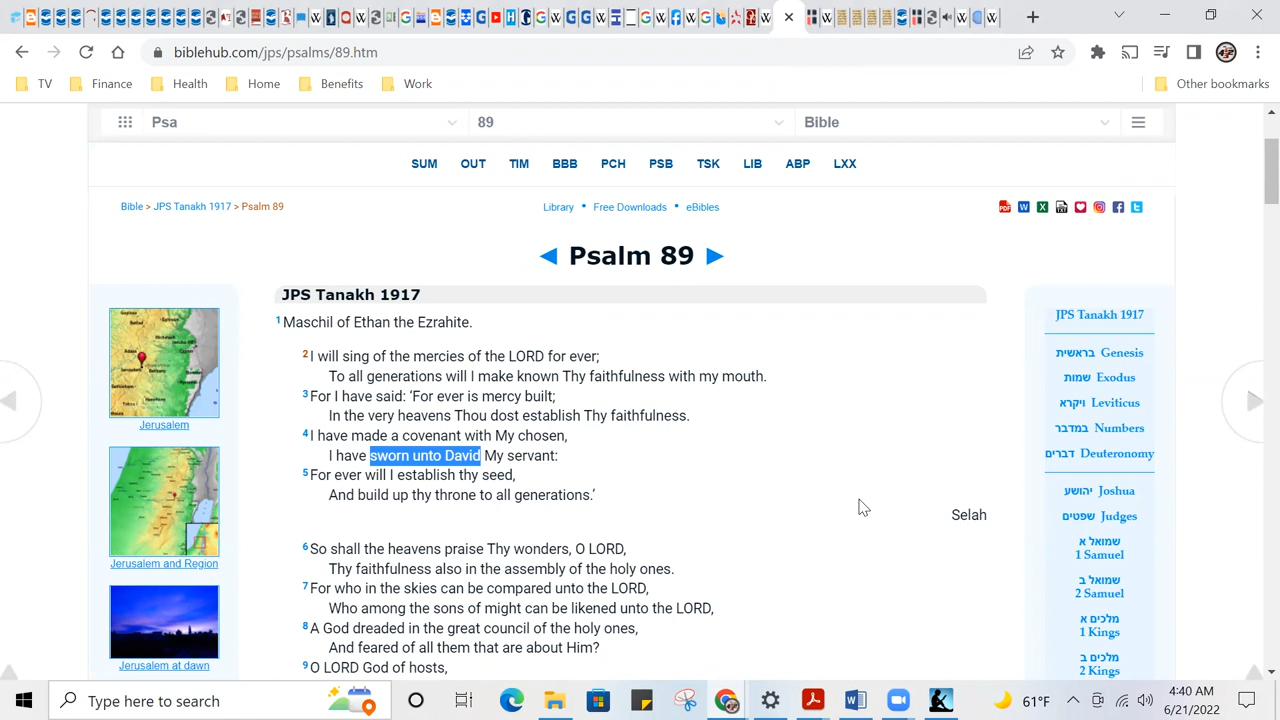 biblehub.com/jps/psalms/89.htm
TV Finance Health Home Benefits Work Other bookmarks
Psa 89 Bible
SUM OUT TIM BBB PCH PSB TSK LIB ABP LXX
Bible > JPS Tanakh 1917 > Psalm 89
Library • Free Downloads • eBibles
◄ Psalm 89 ►
JPS Tanakh 1917
1 Maschil of Ethan the Ezrahite.
2 I will sing of the mercies of the LORD for ever;
To all generations will I make known Thy faithfulness with my mouth.
3 For I have said: ‘For ever is mercy built;
In the very heavens Thou dost establish Thy faithfulness.
4 I have made a covenant with My chosen,
I have sworn unto David My servant:
5 For ever will I establish thy seed,
And build up thy throne to all generations.’
Selah
6 So shall the heavens praise Thy wonders, O LORD,
Thy faithfulness also in the assembly of the holy ones.
7 For who in the skies can be compared unto the LORD,
Who among the sons of might can be likened unto the LORD,
8 A God dreaded in the great council of the holy ones,
And feared of all them that are about Him?
9 O LORD God of hosts,
Jerusalem
Jerusalem and Region
Jerusalem at dawn
JPS Tanakh 1917
בראשית Genesis
שמות Exodus
ויקרא Leviticus
במדבר Numbers
דברים Deuteronomy
יהושע Joshua
שפטים Judges
שמואל א
1 Samuel
שמואל ב
2 Samuel
מלכים א
1 Kings
מלכים ב
2 Kings
Type here to search
61°F
4:40 AM
6/21/2022